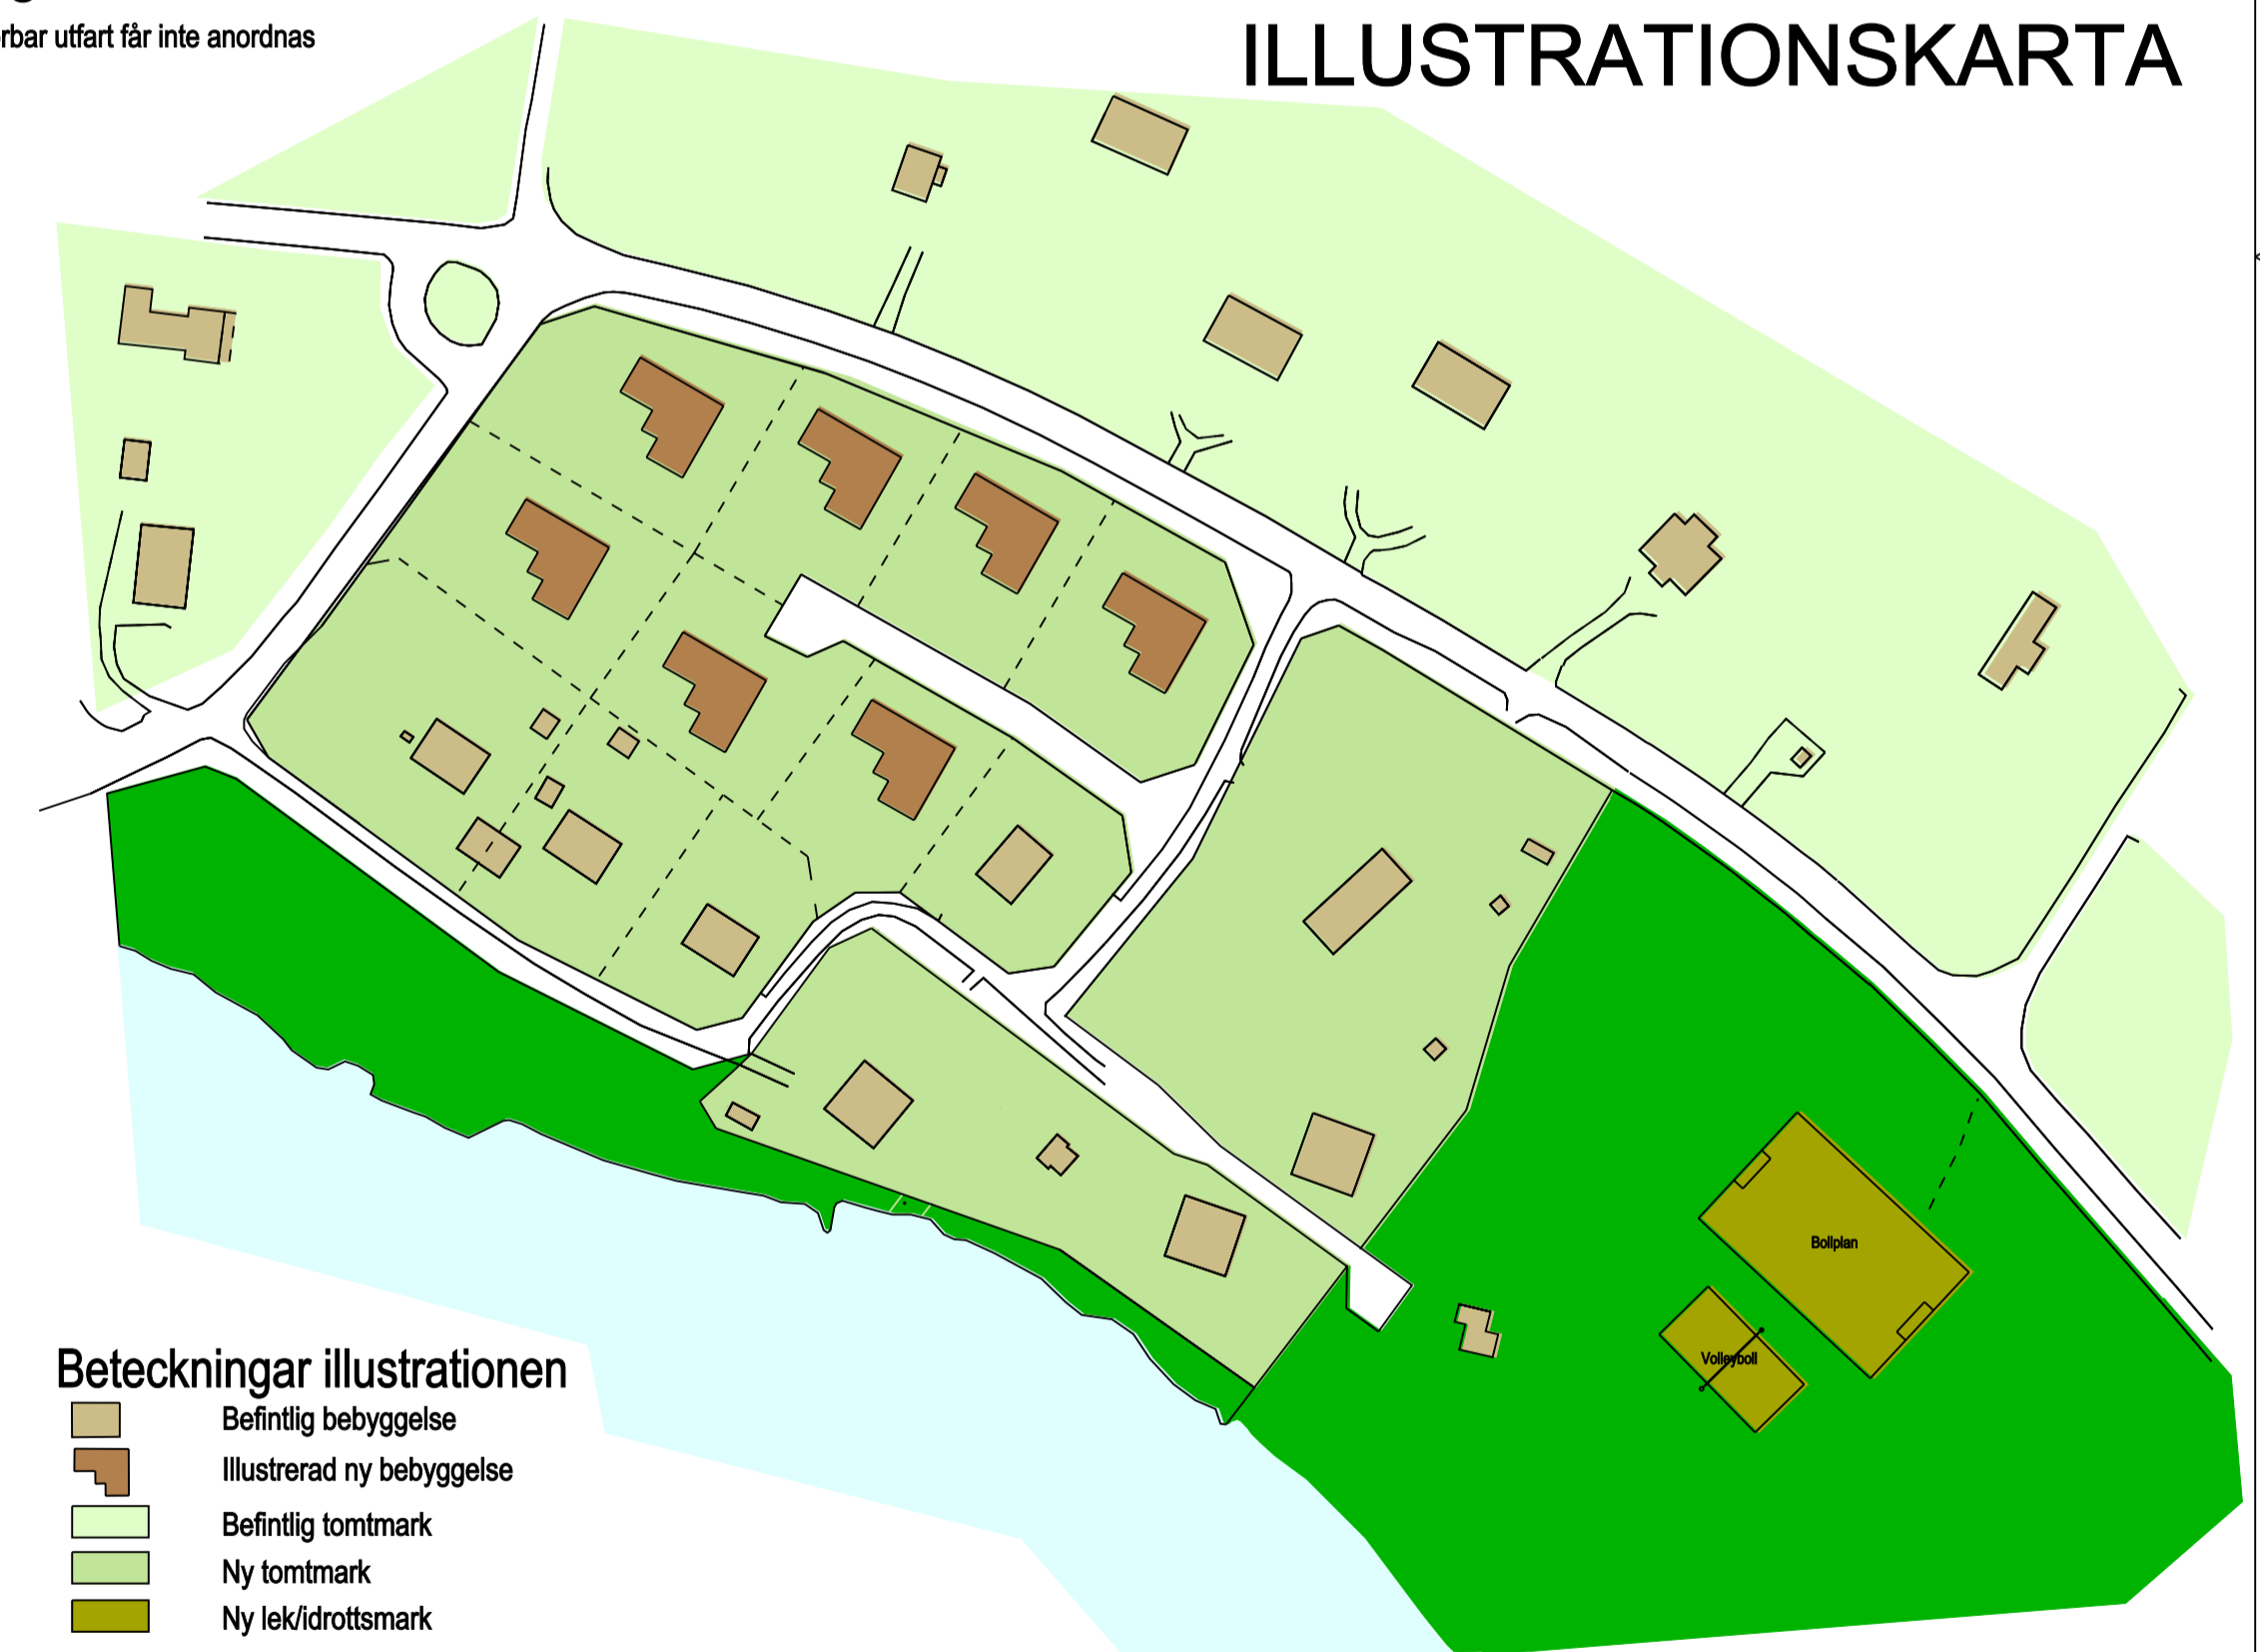 rbar utfart får inte anordnas
ILLUSTRATIONSKARTA
Bollplan
Volleyboll
Beteckningar illustrationen
Befintlig bebyggelse
Illustrerad ny bebyggelse
Befintlig tomtmark
Ny tomtmark
Ny lek/idrottsmark